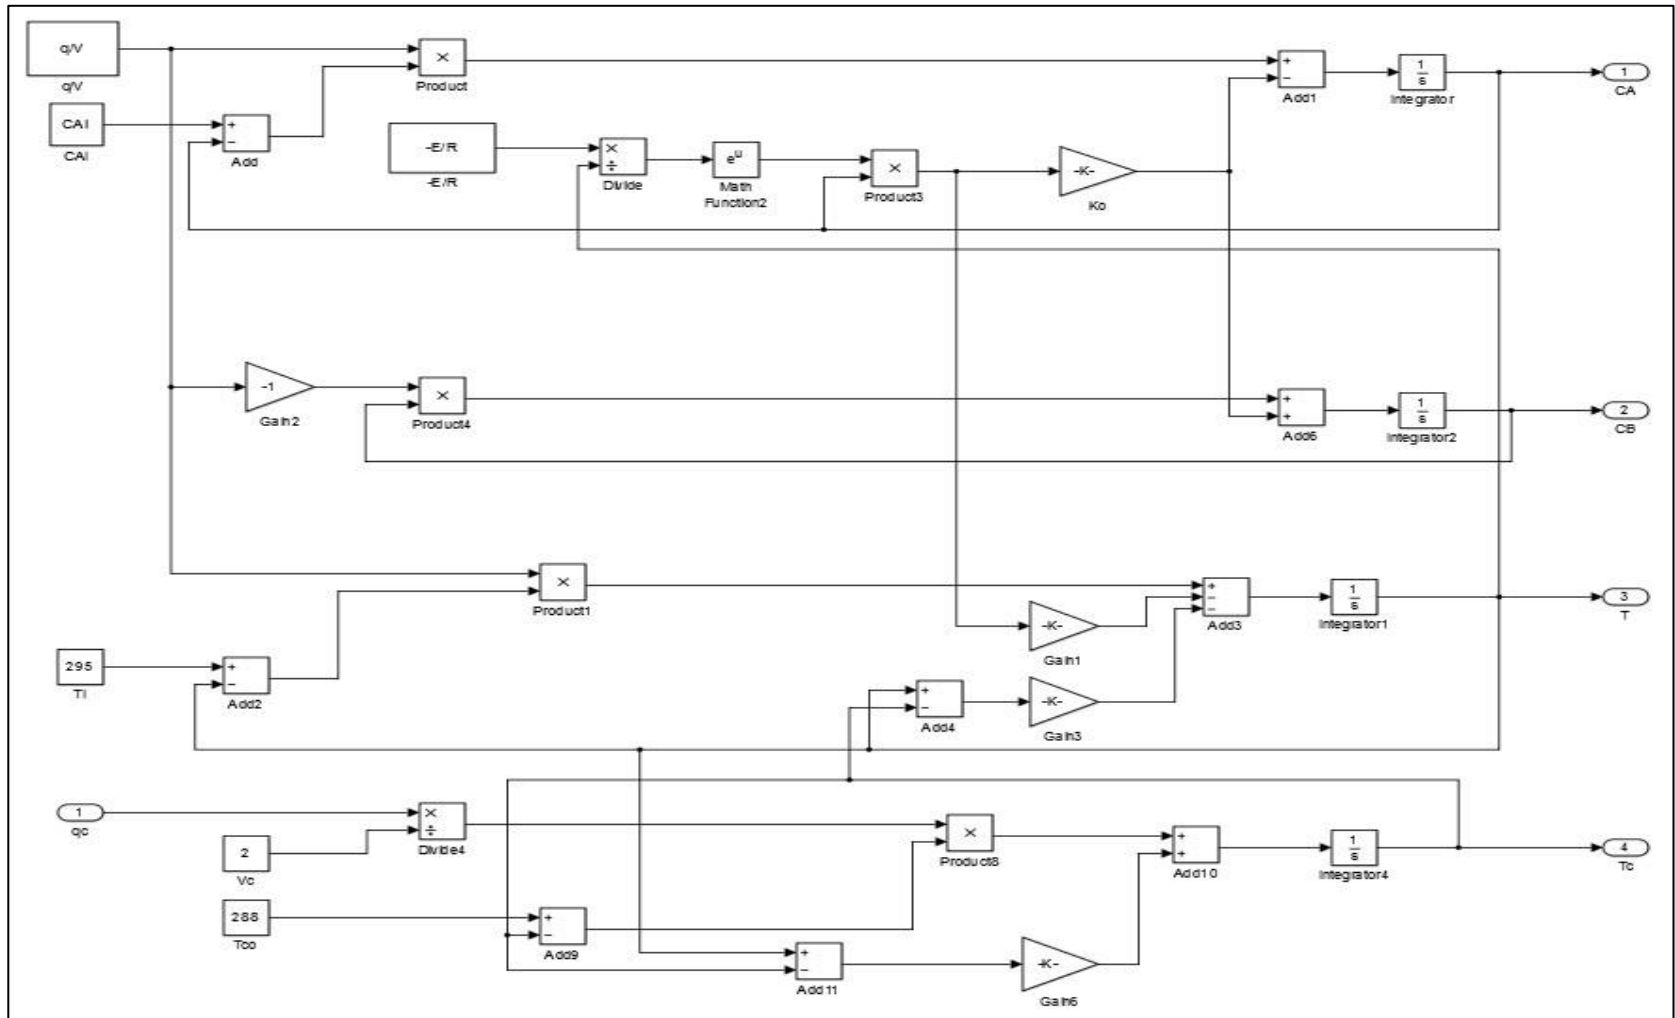 q/V
q/V
CAI
CAI
+
−
Add
×
Product
-E/R
-E/R
×
÷
Divide
e^u
Math
Function2
×
Product3
-K-
Ko
+
−
Add1
1
s
Integrator
1
CA
-1
Gain2
×
Product4
+
+
Add6
1
s
Integrator2
2
CB
×
Product1
295
Ti
+
−
Add2
+
−
Add4
-K-
Gain1
-K-
Gain3
+
−
−
Add3
1
s
Integrator1
3
T
1
qc
2
Vc
×
÷
Divide4
288
Tco
+
−
Add9
+
−
Add11
×
Product8
-K-
Gain6
+
+
Add10
1
s
Integrator4
4
Tc